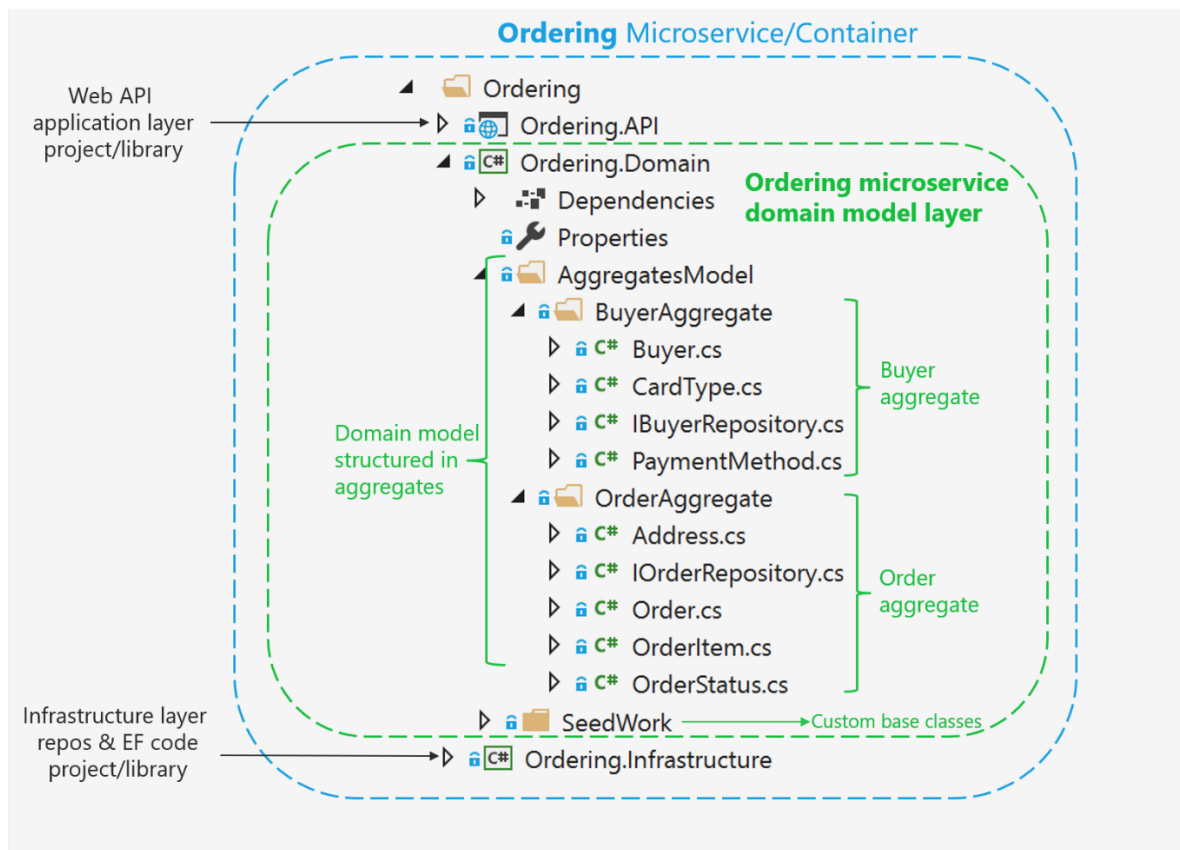 Ordering Microservice/Container
Ordering
Web API
application layer
project/library
Ordering.API
C# Ordering.Domain
Ordering microservice
domain model layer
Dependencies
Properties
AggregatesModel
BuyerAggregate
C# Buyer.cs
C# CardType.cs
C# IBuyerRepository.cs
C# PaymentMethod.cs
Buyer
aggregate
Domain model
structured in
aggregates
OrderAggregate
C# Address.cs
C# IOrderRepository.cs
C# Order.cs
C# OrderItem.cs
C# OrderStatus.cs
Order
aggregate
SeedWork
Custom base classes
Infrastructure layer
repos & EF code
project/library
C# Ordering.Infrastructure